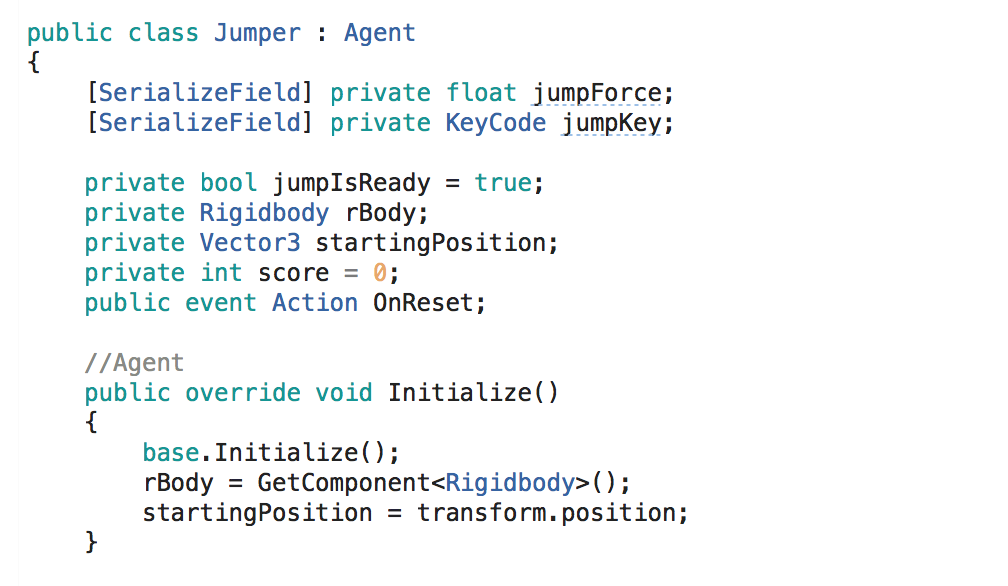 public class Jumper : Agent
{
    [SerializeField] private float jumpForce;
    [SerializeField] private KeyCode jumpKey;

    private bool jumpIsReady = true;
    private Rigidbody rBody;
    private Vector3 startingPosition;
    private int score = 0;
    public event Action OnReset;

    //Agent
    public override void Initialize()
    {
        base.Initialize();
        rBody = GetComponent<Rigidbody>();
        startingPosition = transform.position;
    }